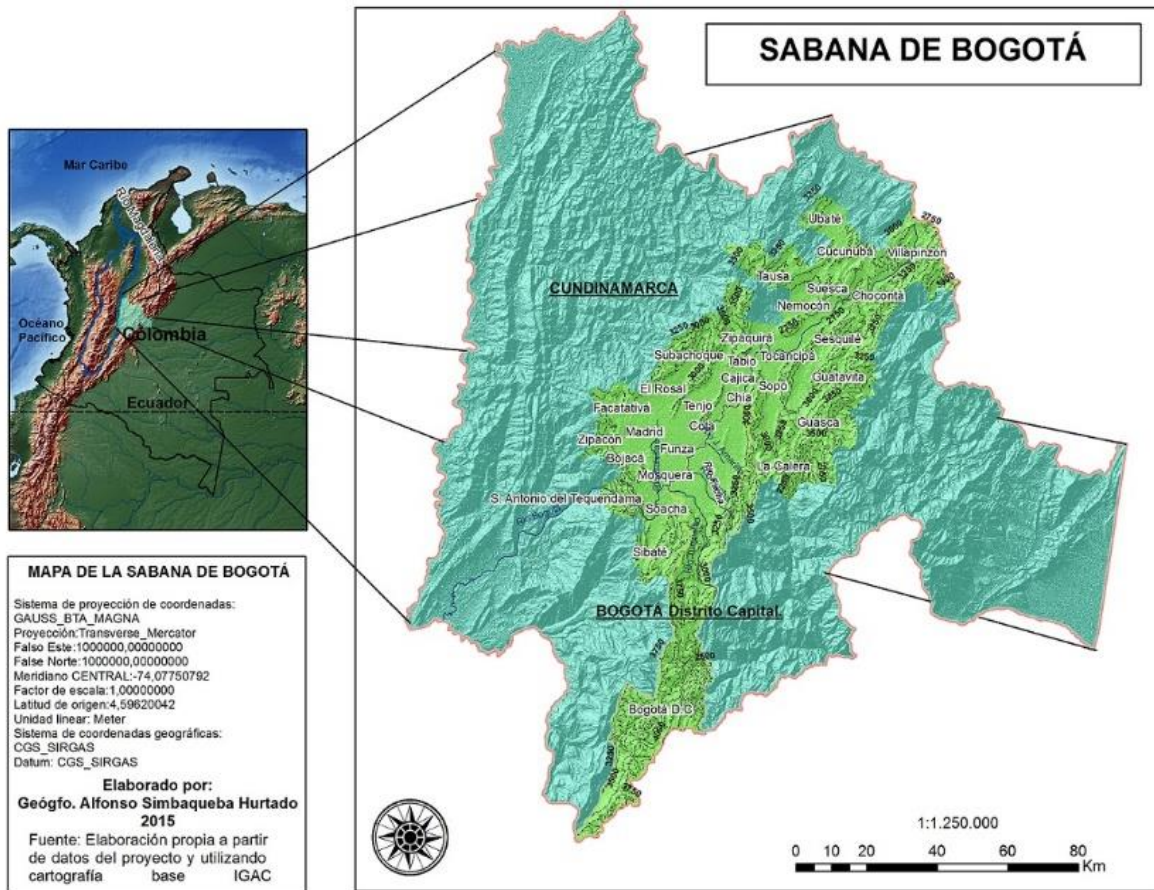 SABANA DE BOGOTÁ
Mar Caribe
Río Magdalena
Océano
Pacífico
Colombia
Ecuador
CUNDINAMARCA
Ubaté
Cucunubá
Villapinzón
Tausa
Suesca
Chocontá
Nemocón
Zipaquirá
Sesquilé
Subachoque
Tabio
Tocancipá
Cajica
Sopó
Guatavita
El Rosal
Chía
Facatativá
Tenjo
Cota
Guasca
Madrid
Zipacón
Funza
Bojacá
La Calera
Mosquera
S. Antonio del Tequendama
Soacha
Sibaté
BOGOTÁ Distrito Capital
Bogotá D.C
MAPA DE LA SABANA DE BOGOTÁ
Sistema de proyección de coordenadas:
GAUSS_BTA_MAGNA
Proyección:Transverse_Mercator
Falso Este:1000000,00000000
False Norte:1000000,00000000
Meridiano CENTRAL:-74,07750792
Factor de escala:1,00000000
Latitud de origen:4,59620042
Unidad linear: Meter
Sistema de coordenadas geográficas:
CGS_SIRGAS
Datum: CGS_SIRGAS
Elaborado por:
Geógfo. Alfonso Simbaqueba Hurtado
2015
Fuente: Elaboración propia a partir
de datos del proyecto y utilizando
cartografía base IGAC
1:1.250.000
0 10 20 40 60 80
Km